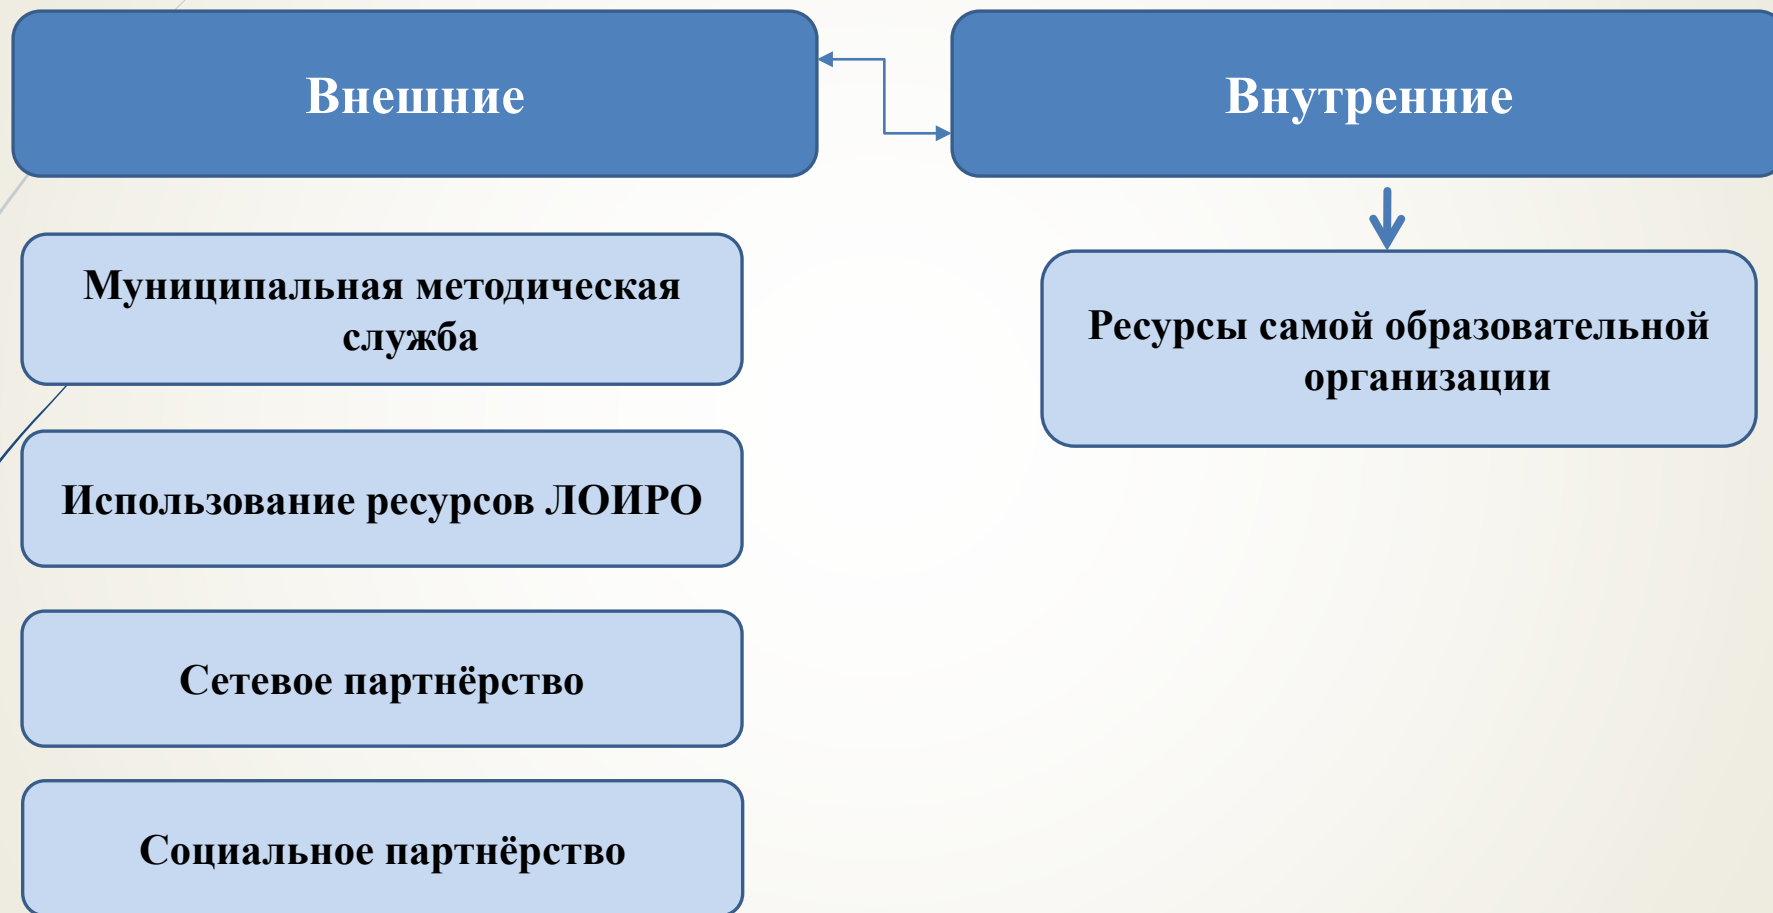 Внешние
Внутренние
Муниципальная методическая
служба
Ресурсы самой образовательной
организации
Использование ресурсов ЛОИРО
Сетевое партнёрство
Социальное партнёрство